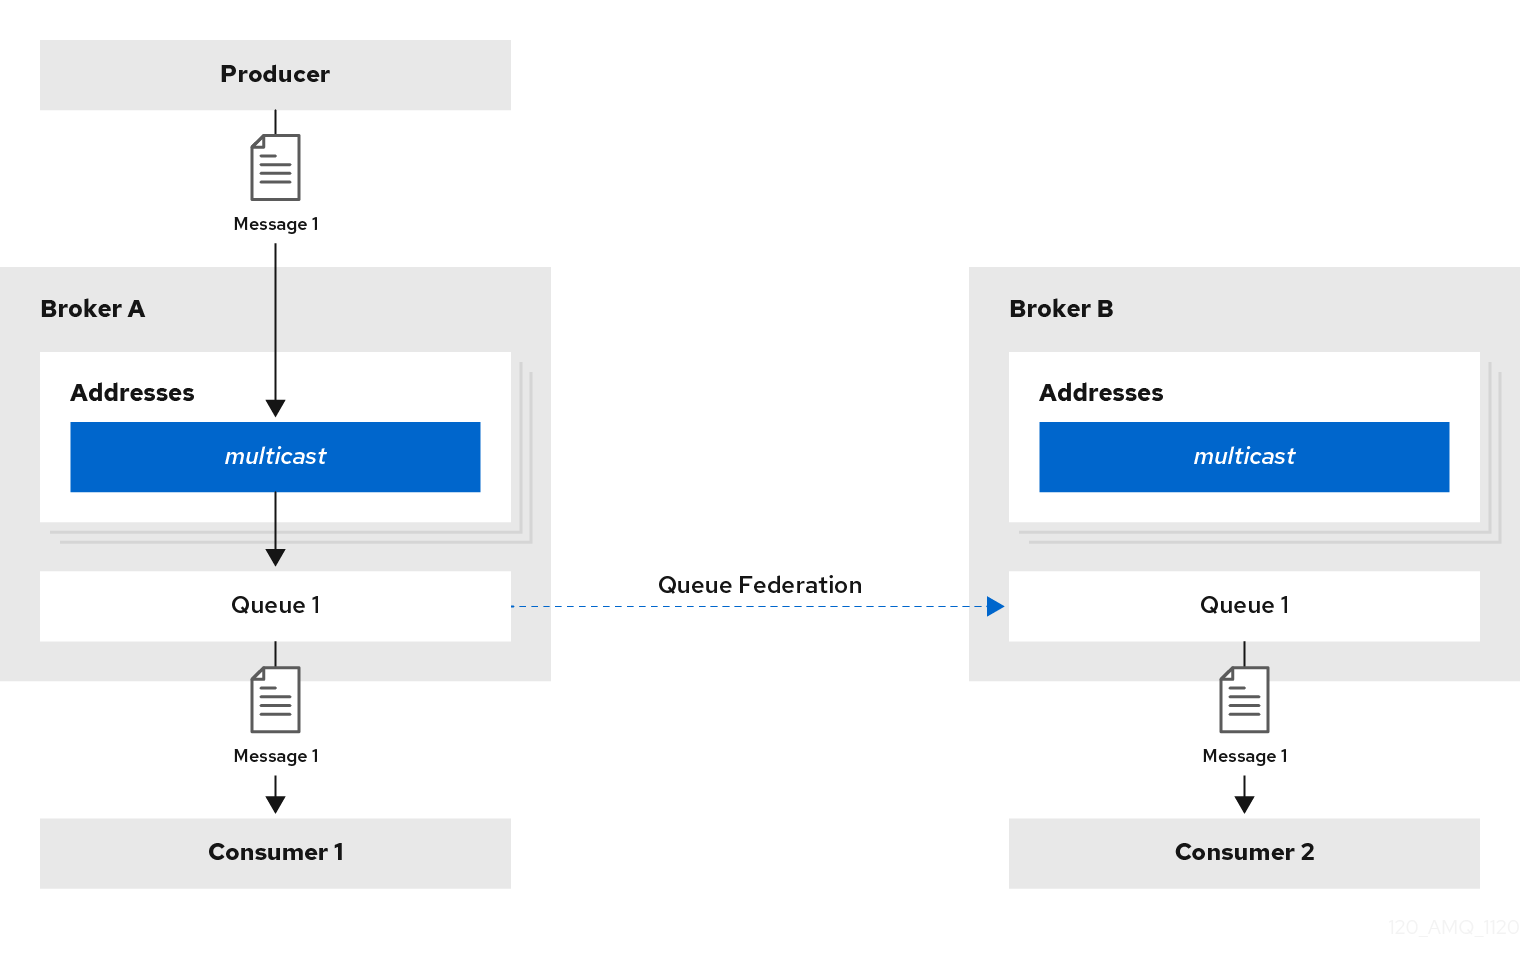 Producer
Message 1
Broker A
Addresses
multicast
Queue 1
Message 1
Consumer 1
Queue Federation
Broker B
Addresses
multicast
Queue 1
Message 1
Consumer 2
120_AMQ_1120